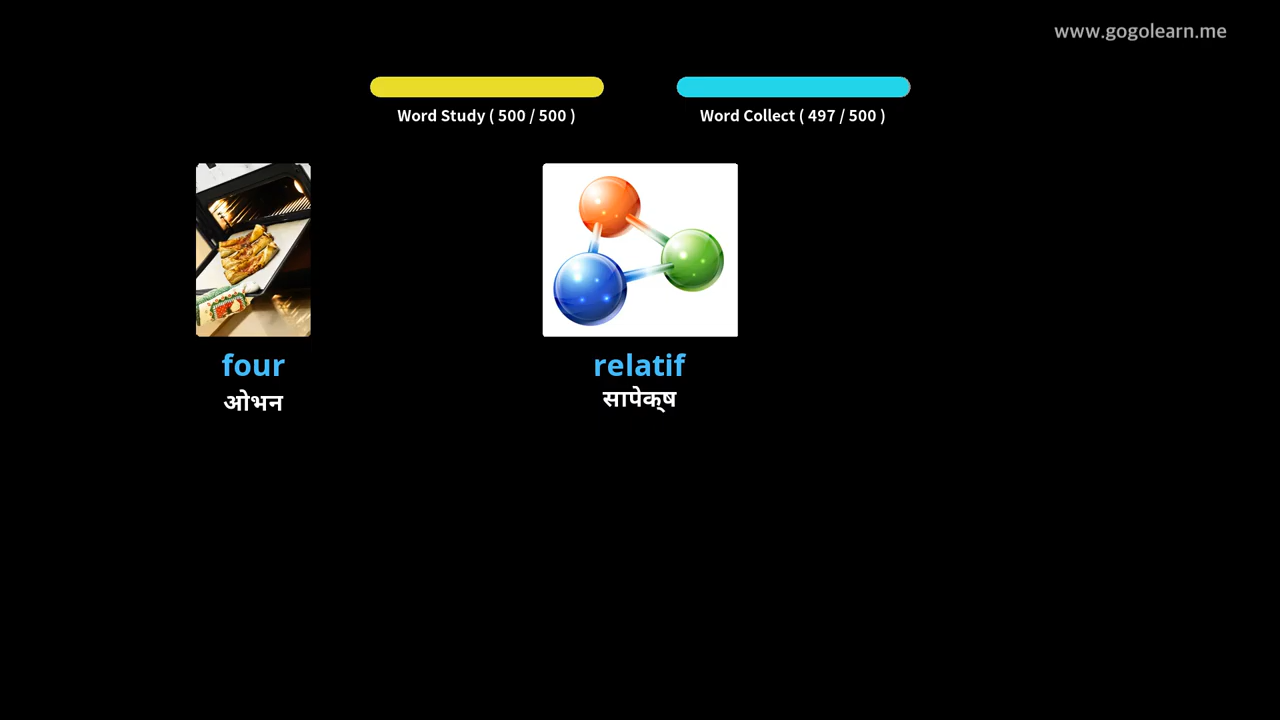 www.gogolearn.me
Word Study ( 500 / 500 )
Word Collect ( 497 / 500 )
four
ओभन
relatif
सापेक्ष